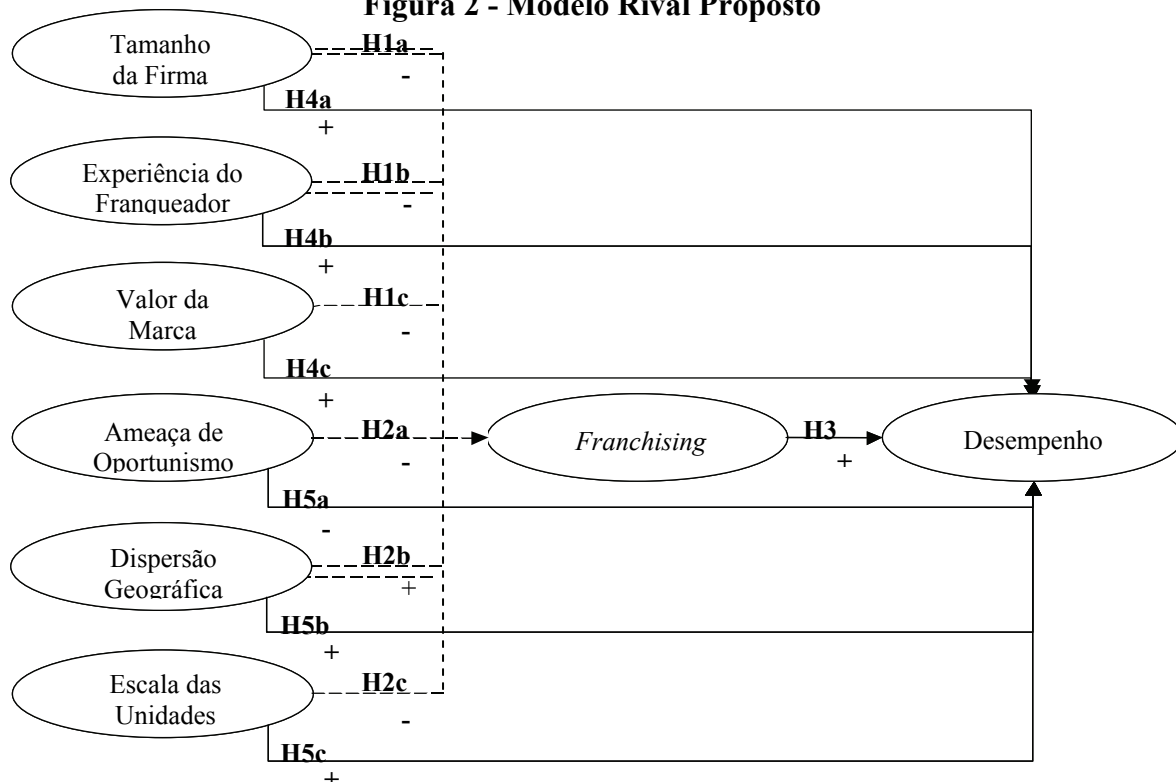 Figura 2 - Modelo Rival Proposto
Tamanho
da Firma
H1a
-
H4a
+
Experiência do
Franqueador
H1b
-
H4b
+
Valor da
Marca
H1c
-
H4c
+
Ameaça de
Oportunismo
H2a
-
Franchising
H3
+
Desempenho
H5a
-
Dispersão
Geográfica
H2b
+
H5b
+
Escala das
Unidades
H2c
-
H5c
+